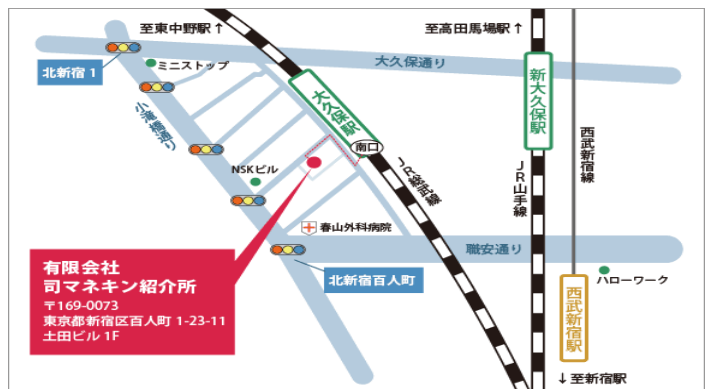 至東中野駅↑
至高田馬場駅↑
北新宿 1
ミニストップ
大久保通り
小滝橋通り
大久保駅
新大久保駅
南口
NSKビル
JR総武線
JR山手線
西武新宿線
春山外科病院
職安通り
北新宿百人町
ハローワーク
西武新宿駅
↓至新宿駅
有限会社
司マネキン紹介所
〒169-0073
東京都新宿区百人町 1-23-11
土田ビル 1F